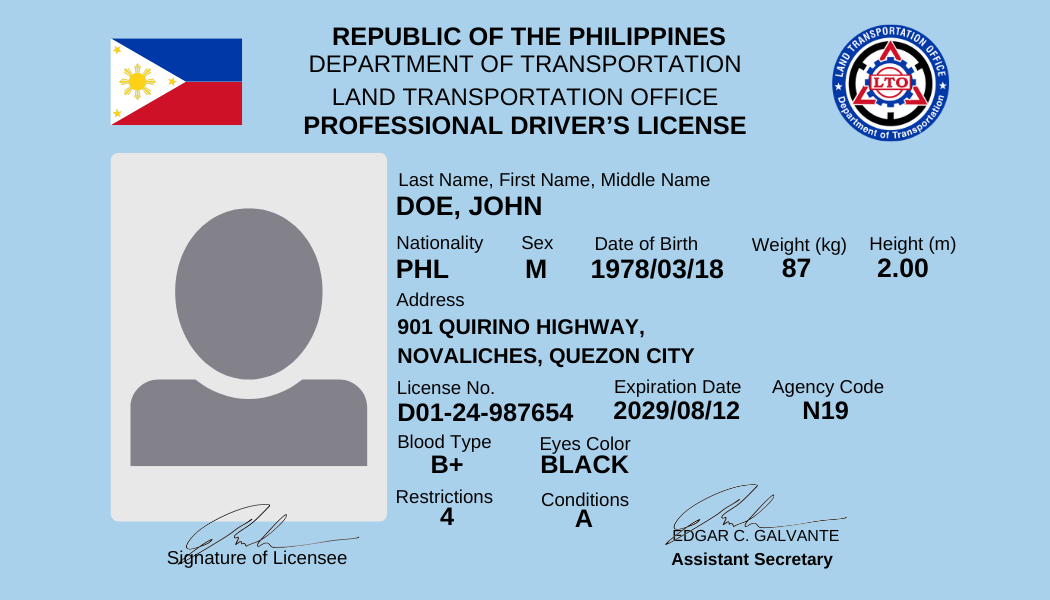 REPUBLIC OF THE PHILIPPINES
DEPARTMENT OF TRANSPORTATION
LAND TRANSPORTATION OFFICE
PROFESSIONAL DRIVER’S LICENSE
LAND TRANSPORTATION OFFICE
LTO
Department of Transportation
Last Name, First Name, Middle Name
DOE, JOHN
Nationality Sex Date of Birth Weight (kg) Height (m)
PHL M 1978/03/18 87 2.00
Address
901 QUIRINO HIGHWAY,
NOVALICHES, QUEZON CITY
License No. Expiration Date Agency Code
D01-24-987654 2029/08/12 N19
Blood Type Eyes Color
B+ BLACK
Restrictions Conditions
4 A
EDGAR C. GALVANTE
Signature of Licensee Assistant Secretary